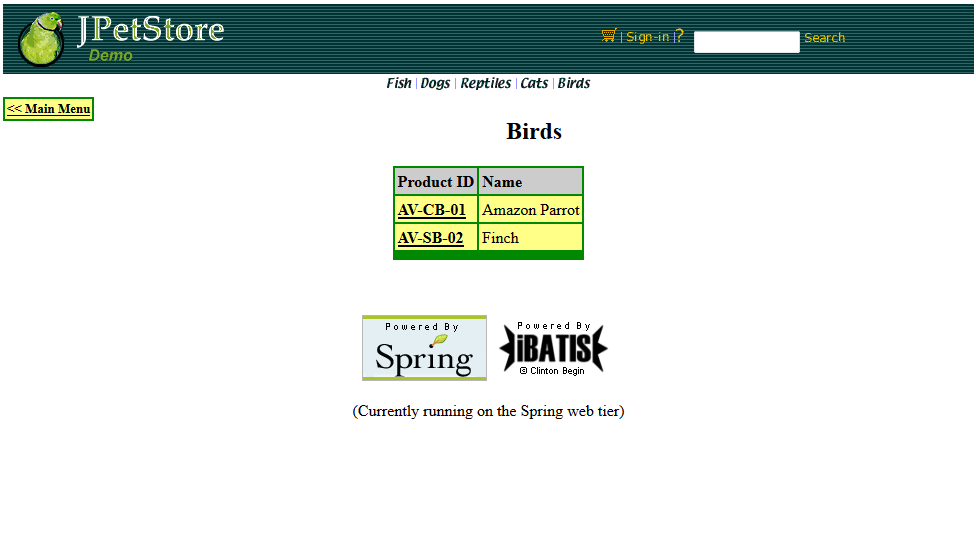 JPetStore
Demo
| Sign-in | ? Search
Fish | Dogs | Reptiles | Cats | Birds
<< Main Menu
Birds
Product ID Name
AV-CB-01 Amazon Parrot
AV-SB-02 Finch
Powered By
Spring
Powered By
iBATIS
© Clinton Begin
(Currently running on the Spring web tier)